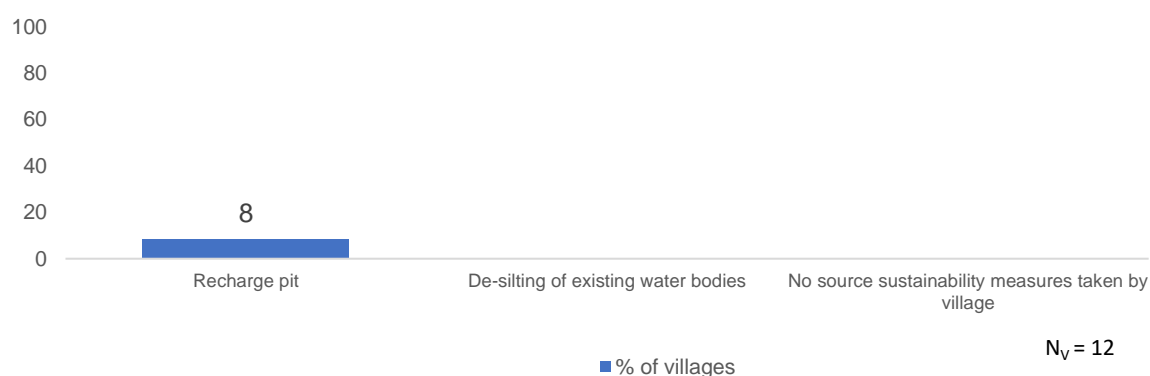 100
80
60
40
20
0
8
Recharge pit
De-silting of existing water bodies
No source sustainability measures taken by
village
N_V = 12
% of villages